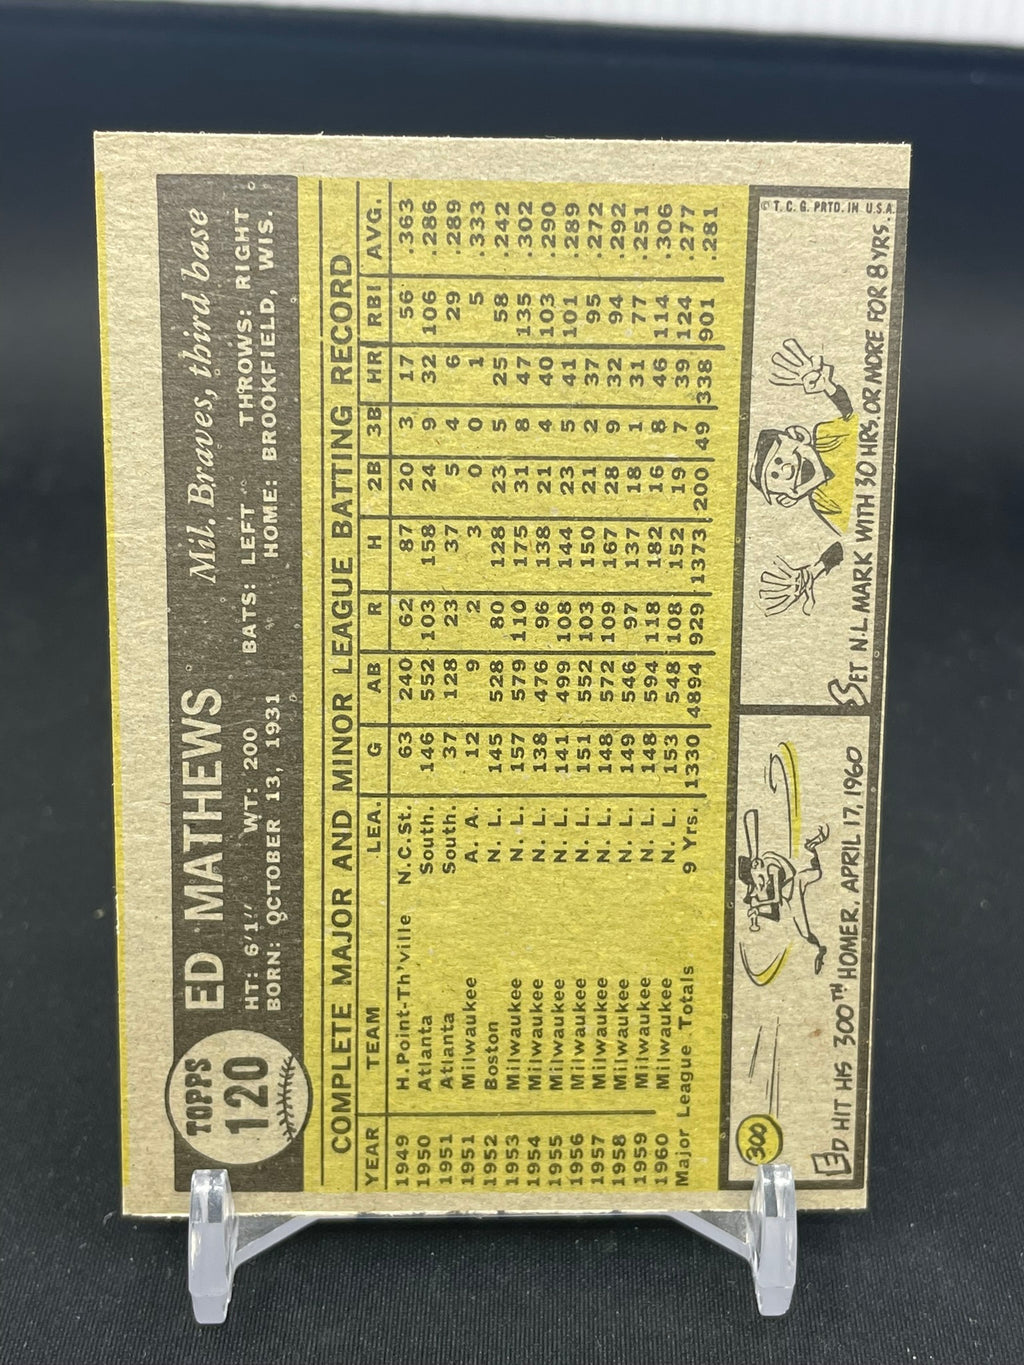 TOPPS
120
ED MATHEWS Mil. Braves, third base
HT: 6'1" WT: 200 BATS: LEFT THROWS: RIGHT
BORN: OCTOBER 13, 1931 HOME: BROOKFIELD, WIS.
COMPLETE MAJOR AND MINOR LEAGUE BATTING RECORD
YEAR TEAM LEA. G AB R H 2B 3B HR RBI AVG.
1949 H.Point-Th'ville N.C.St. 63 240 62 87 20 3 17 56 .363
1950 Atlanta South. 146 552 103 158 24 9 32 106 .286
1951 Atlanta South. 37 128 23 37 5 4 6 29 .289
1951 Milwaukee A. A. 12 9 2 3 0 0 1 5 .333
1952 Boston N. L. 145 528 80 128 23 5 25 58 .242
1953 Milwaukee N. L. 157 579 110 175 31 8 47 135 .302
1954 Milwaukee N. L. 138 476 96 138 21 4 40 103 .290
1955 Milwaukee N. L. 141 499 108 144 23 5 41 101 .289
1956 Milwaukee N. L. 151 552 103 150 21 2 37 95 .272
1957 Milwaukee N. L. 148 572 109 167 28 9 32 94 .292
1958 Milwaukee N. L. 149 546 97 137 18 1 31 77 .251
1959 Milwaukee N. L. 148 594 118 182 16 8 46 114 .306
1960 Milwaukee N. L. 153 548 108 152 19 7 39 124 .277
Major League Totals 9 Yrs. 1330 4894 929 1373 200 49 338 901 .281
300
ED HIT HIS 300TH HOMER, APRIL 17, 1960
© T. C. G. PRTD. IN U.S.A.
SET N.L. MARK WITH 30 HRS. OR MORE FOR 8 YRS.